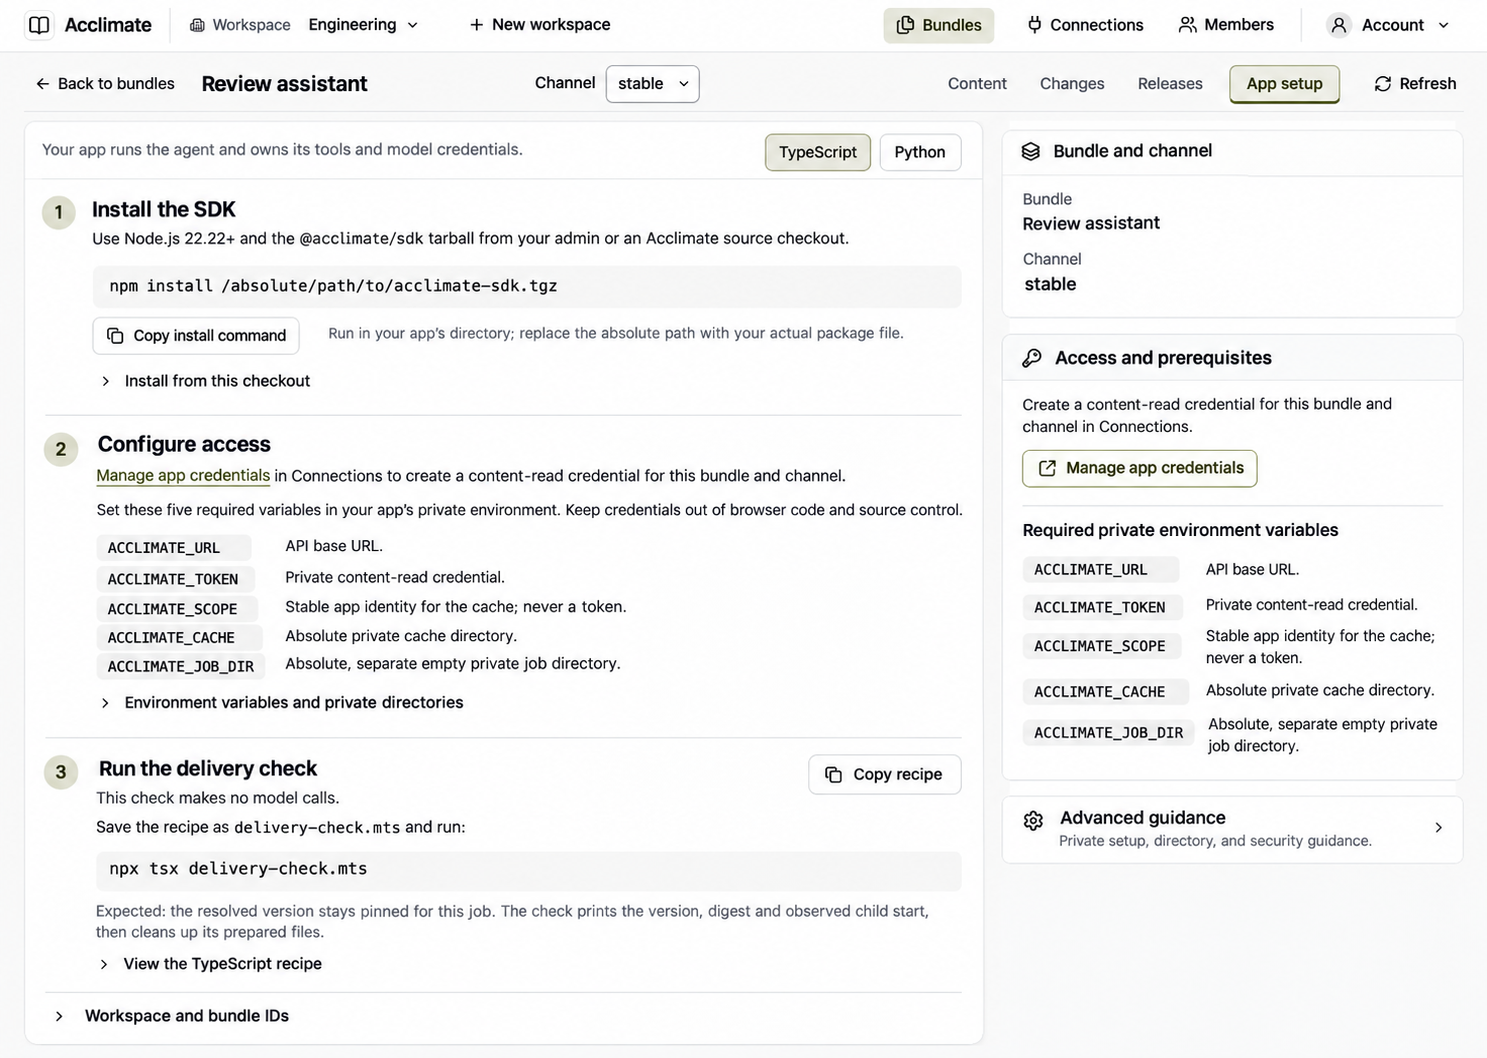 Acclimate
Workspace Engineering
New workspace
Bundles
Connections
Members
Account
Back to bundles
Review assistant
Channel stable
Content
Changes
Releases
App setup
Refresh
Your app runs the agent and owns its tools and model credentials.
TypeScript
Python
1 Install the SDK
Use Node.js 22.22+ and the @acclimate/sdk tarball from your admin or an Acclimate source checkout.
npm install /absolute/path/to/acclimate-sdk.tgz
Copy install command
Run in your app's directory; replace the absolute path with your actual package file.
Install from this checkout
2 Configure access
Manage app credentials in Connections to create a content-read credential for this bundle and channel.
Set these five required variables in your app's private environment. Keep credentials out of browser code and source control.
ACCLIMATE_URL API base URL.
ACCLIMATE_TOKEN Private content-read credential.
ACCLIMATE_SCOPE Stable app identity for the cache; never a token.
ACCLIMATE_CACHE Absolute private cache directory.
ACCLIMATE_JOB_DIR Absolute, separate empty private job directory.
Environment variables and private directories
3 Run the delivery check
Copy recipe
This check makes no model calls.
Save the recipe as delivery-check.mts and run:
npx tsx delivery-check.mts
Expected: the resolved version stays pinned for this job. The check prints the version, digest and observed child start,
then cleans up its prepared files.
View the TypeScript recipe
Workspace and bundle IDs
Bundle and channel
Bundle
Review assistant
Channel
stable
Access and prerequisites
Create a content-read credential for this bundle and
channel in Connections.
Manage app credentials
Required private environment variables
ACCLIMATE_URL API base URL.
ACCLIMATE_TOKEN Private content-read credential.
ACCLIMATE_SCOPE Stable app identity for the cache;
never a token.
ACCLIMATE_CACHE Absolute private cache directory.
ACCLIMATE_JOB_DIR Absolute, separate empty private
job directory.
Advanced guidance
Private setup, directory, and security guidance.